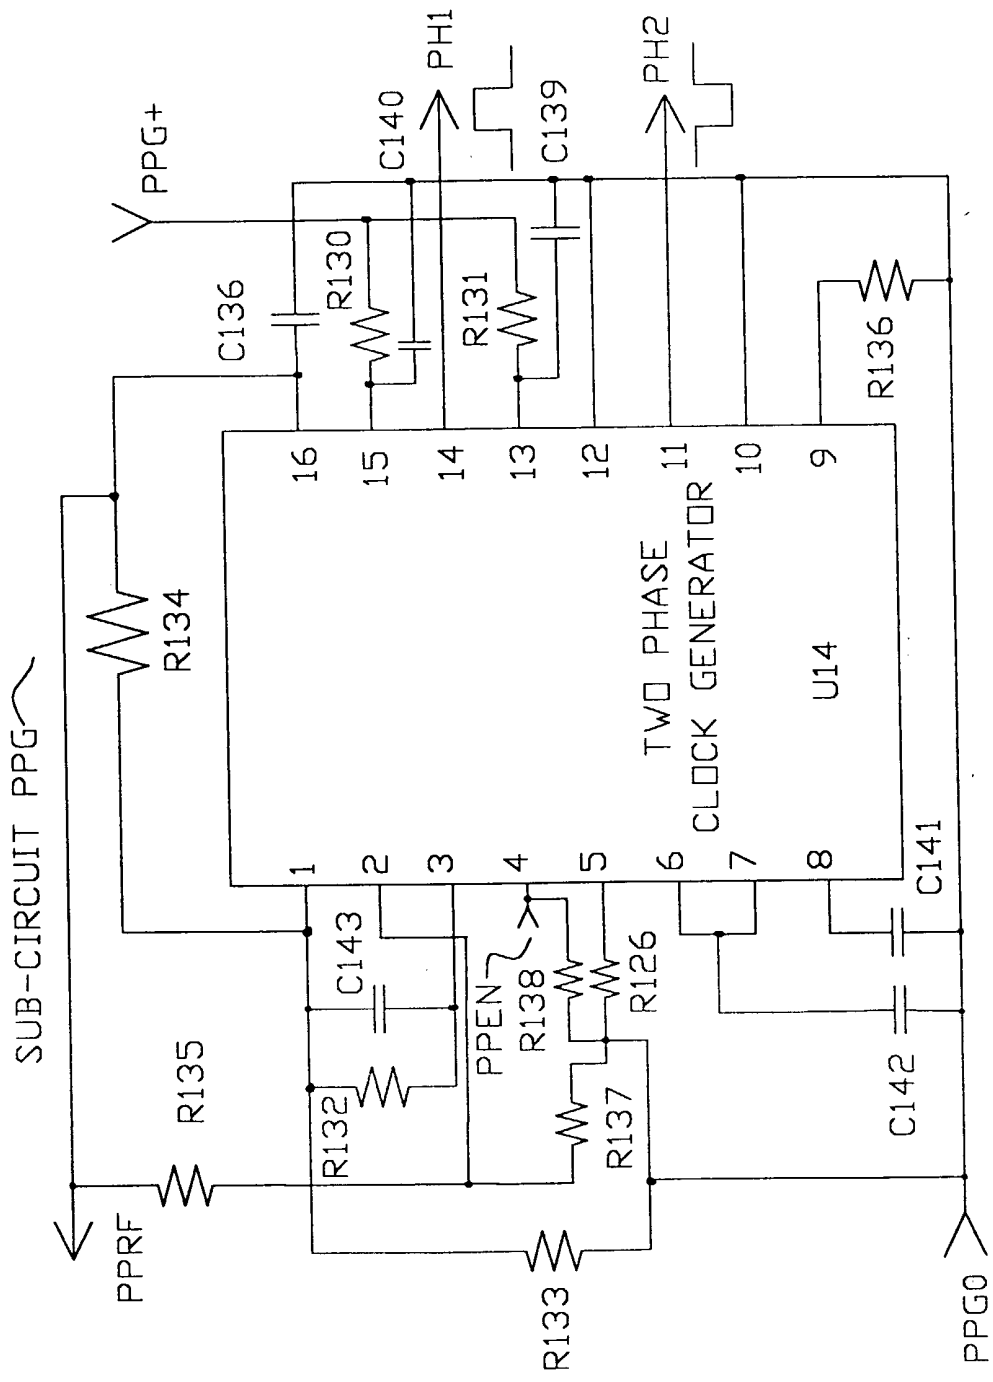 SUB-CIRCUIT PPG
PPRF
R135
R134
C136
PPG+
R130
C140
PH1
R131
C139
PH2
R136
R132
C143
PPEN
R138
R126
R137
R133
C142
C141
PPG0
1
2
3
4
5
6
7
8
16
15
14
13
12
11
10
9
TWO PHASE
CLOCK GENERATOR
U14